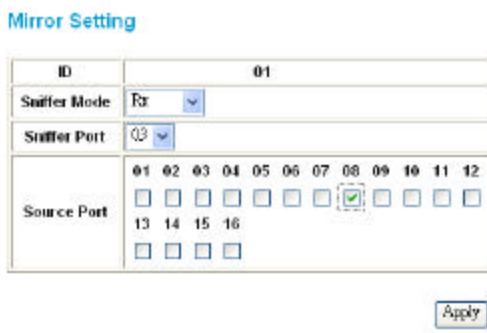 Mirror Setting
ID 01
Sniffer Mode Rx
Sniffer Port 03
Source Port
01 02 03 04 05 06 07 08 09 10 11 12
13 14 15 16
Apply